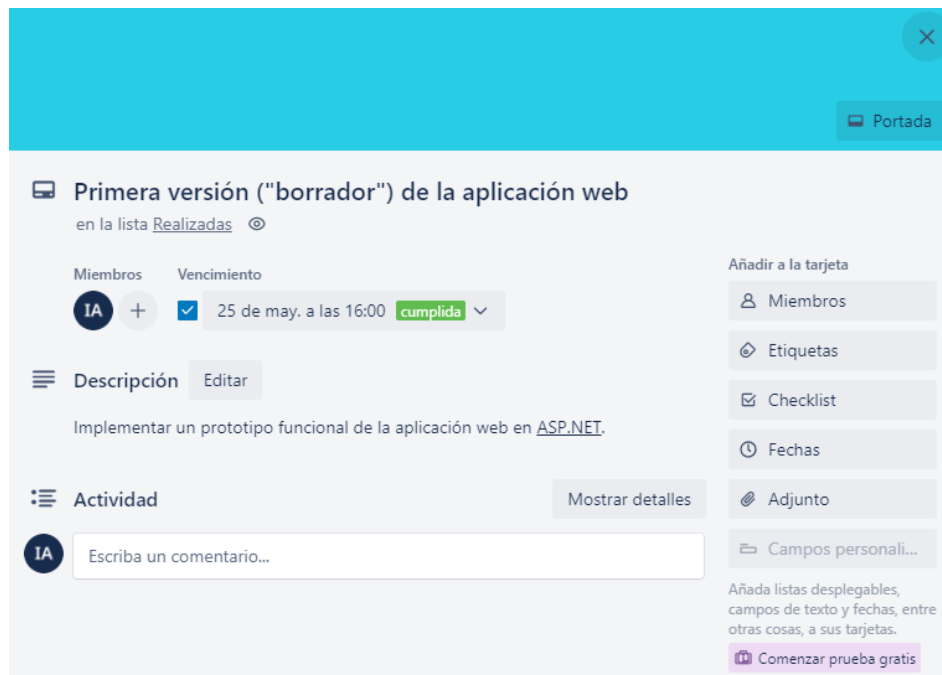 Portada
Primera versión ("borrador") de la aplicación web
en la lista Realizadas
Miembros
Vencimiento
IA
25 de may. a las 16:00 cumplida
Descripción
Editar
Implementar un prototipo funcional de la aplicación web en ASP.NET.
Actividad
Mostrar detalles
IA
Escriba un comentario...
Añadir a la tarjeta
Miembros
Etiquetas
Checklist
Fechas
Adjunto
Campos personali...
Añada listas desplegables,
campos de texto y fechas, entre
otras cosas, a sus tarjetas.
Comenzar prueba gratis